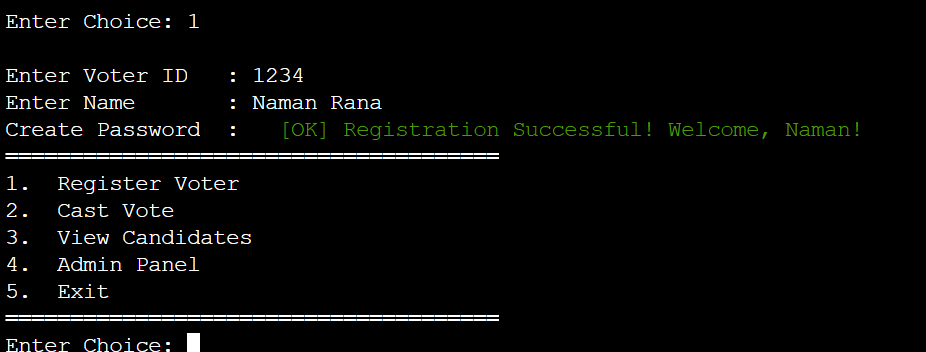 Enter Choice: 1
Enter Voter ID   : 1234
Enter Name       : Naman Rana
Create Password  :   [OK] Registration Successful! Welcome, Naman!
======================================
1.  Register Voter
2.  Cast Vote
3.  View Candidates
4.  Admin Panel
5.  Exit
======================================
Enter Choice: